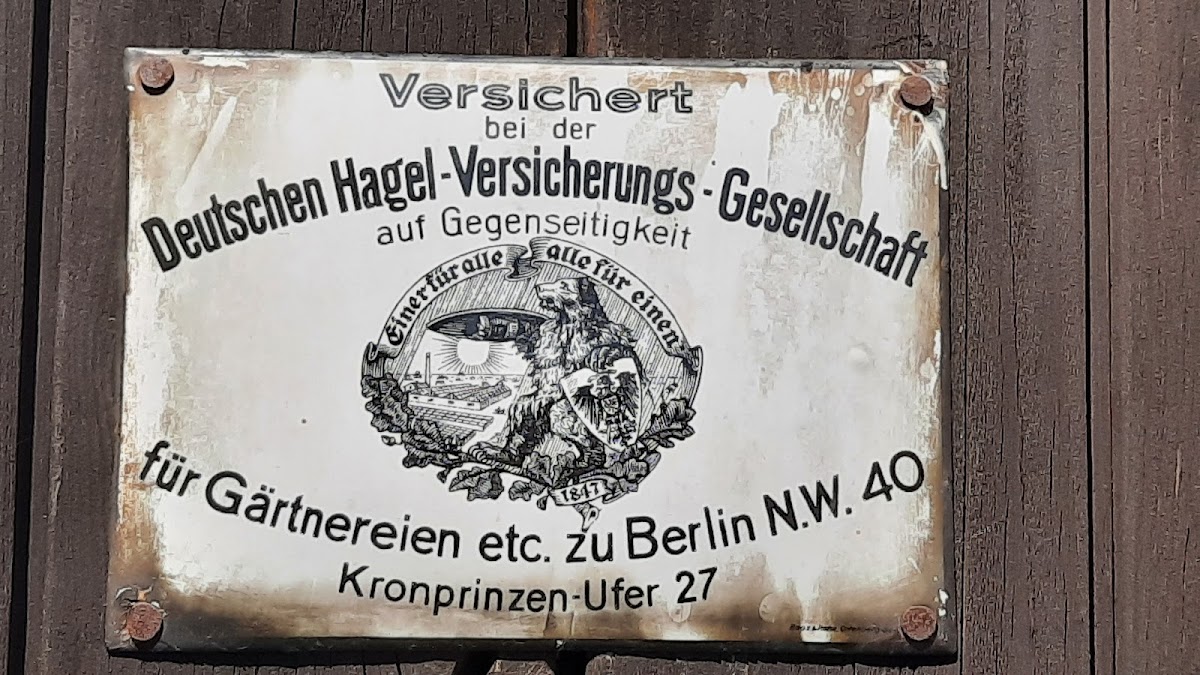 Versichert
bei der
Deutschen Hagel-Versicherungs-Gesellschaft
auf Gegenseitigkeit
Einer für alle alle für einen
1847
für Gärtnereien etc. zu Berlin N.W. 40
Kronprinzen-Ufer 27